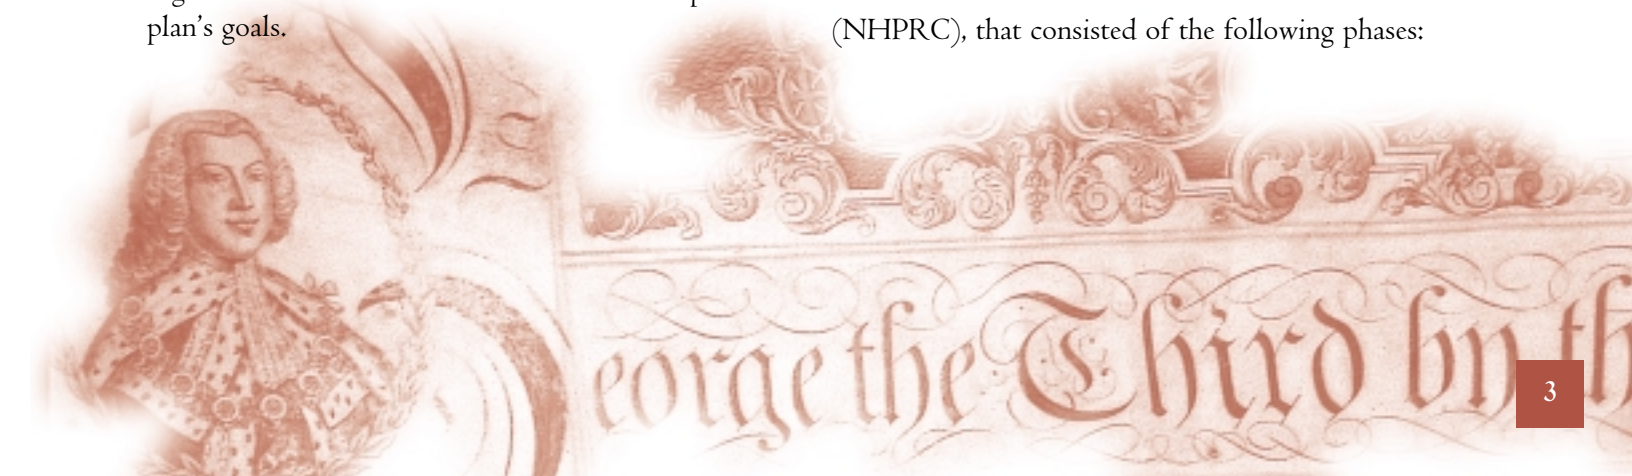 plan’s goals.
(NHPRC), that consisted of the following phases:
eorge the Third by th
3